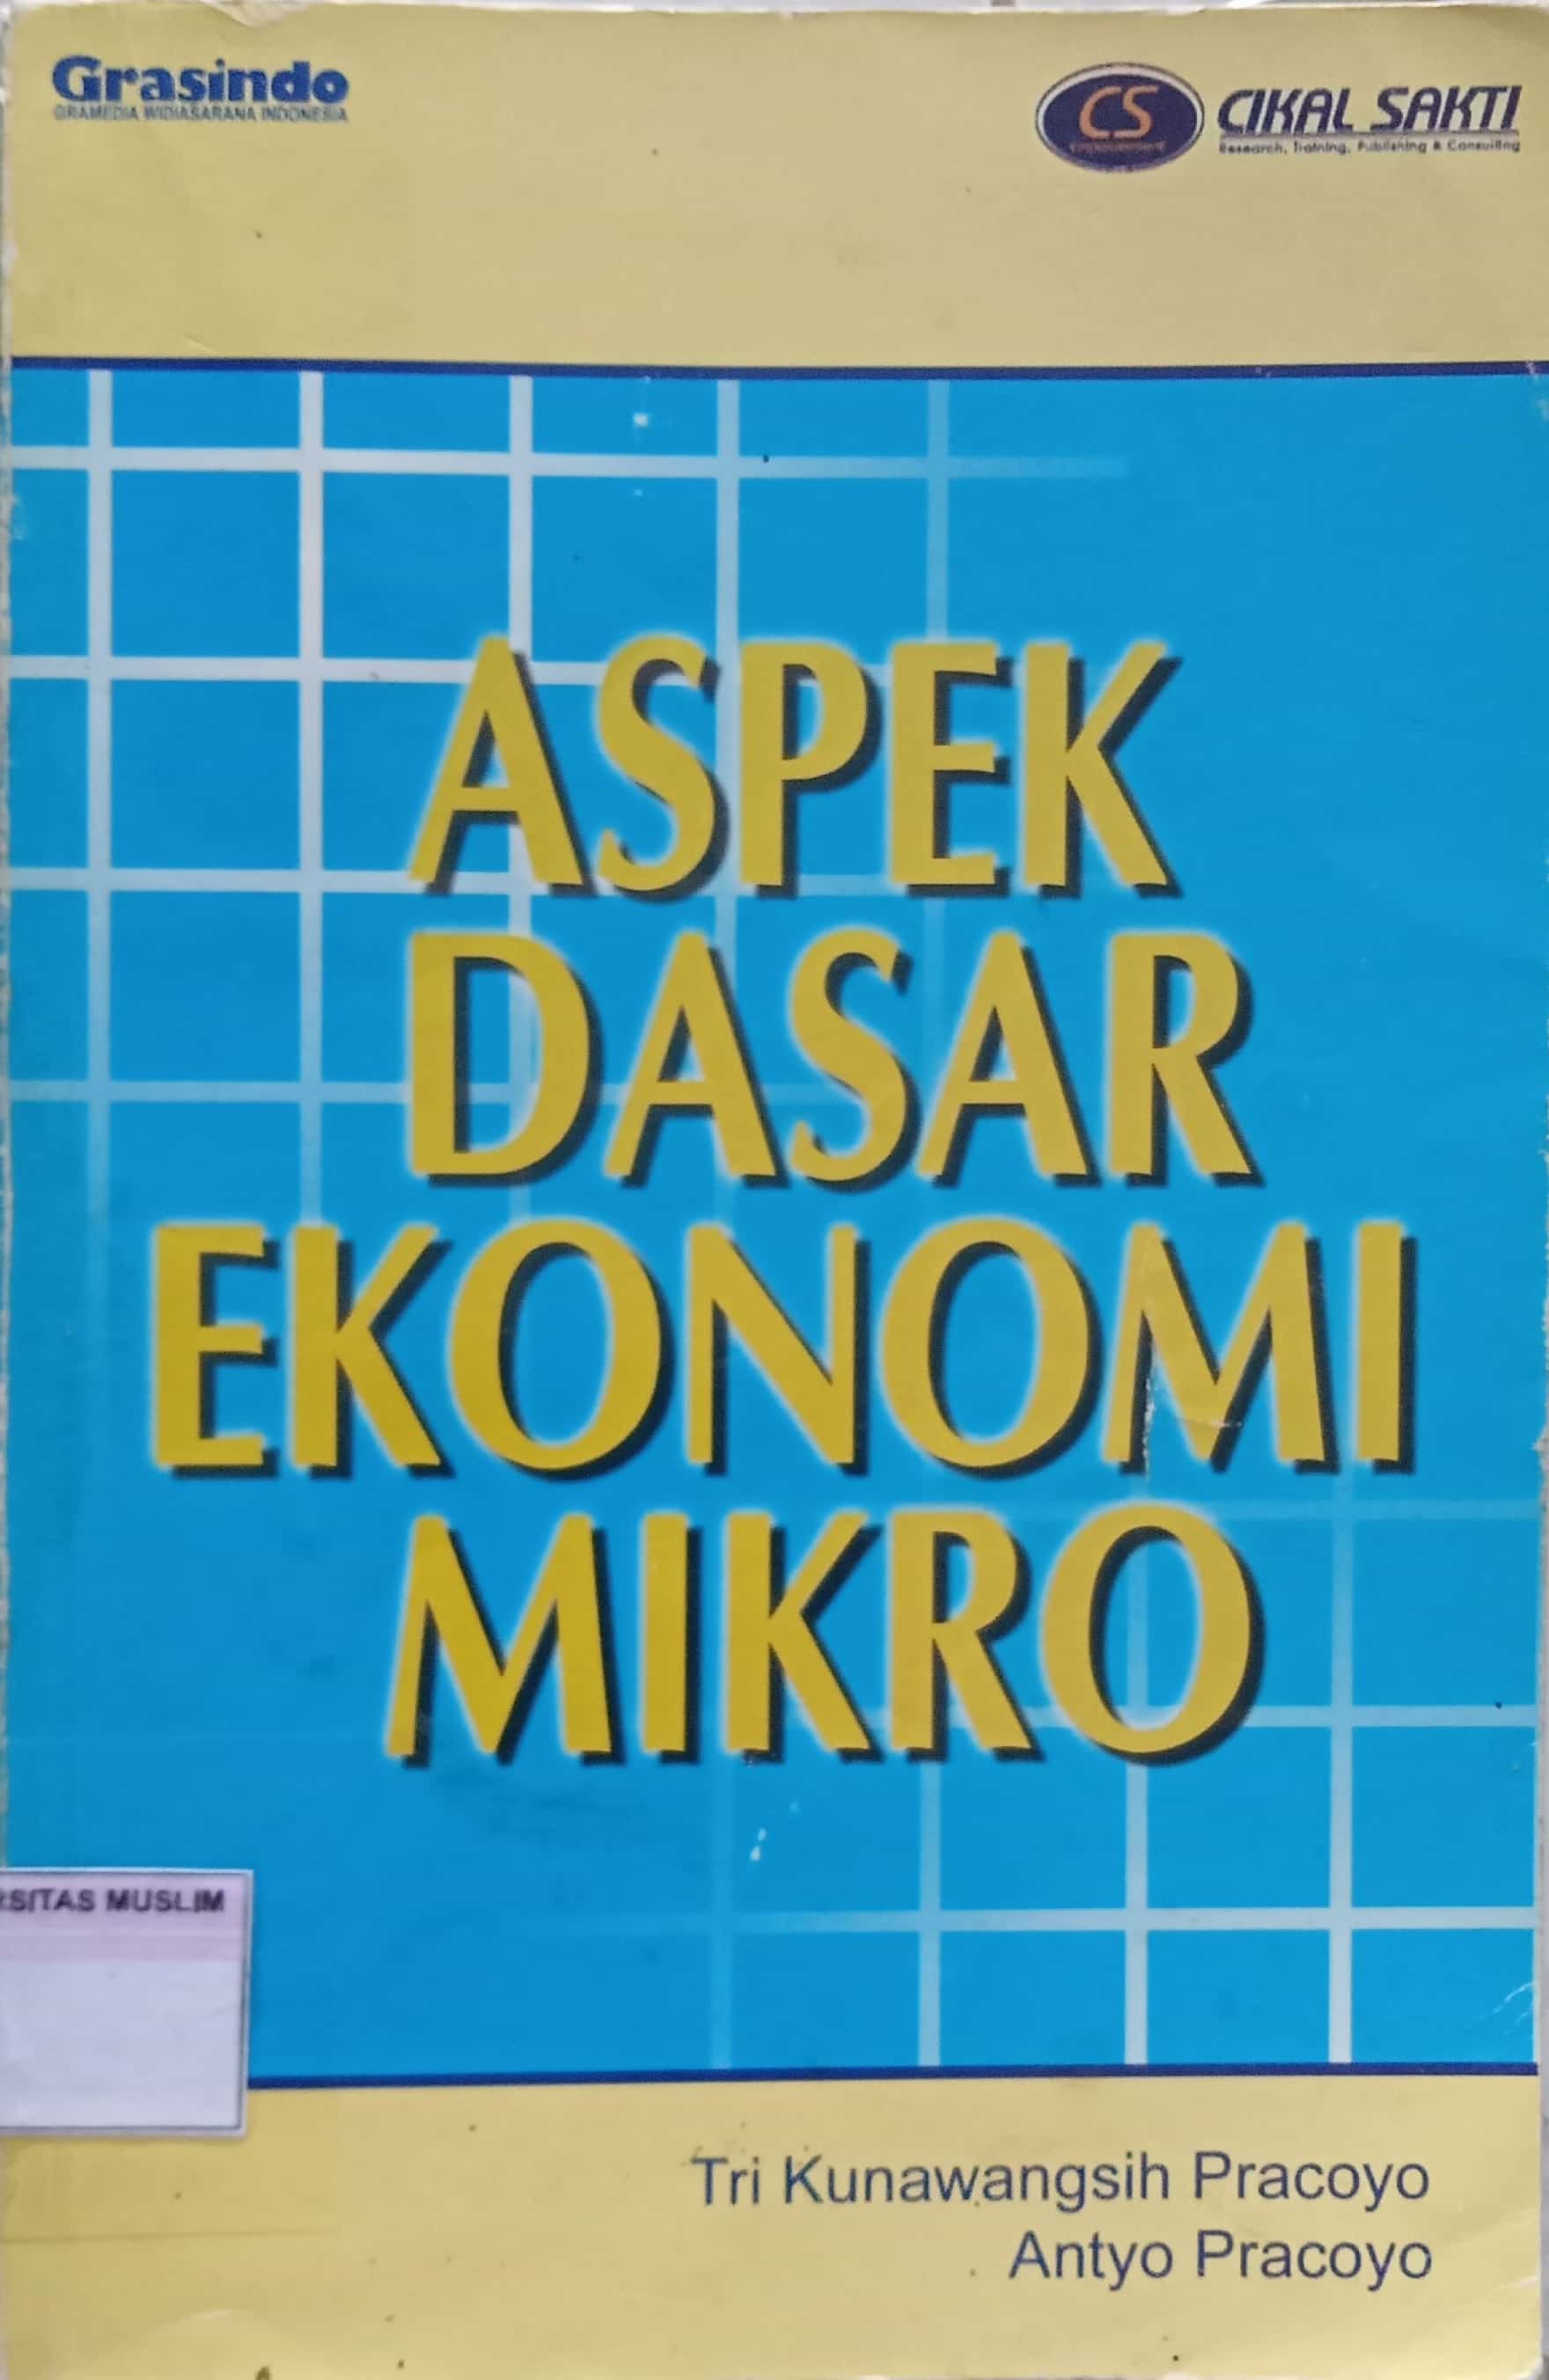 Grasindo
GRAMEDIA WIDIASARANA INDONESIA
CS
CIKAL SAKTI
Research, Training, Publishing & Consulting
ASPEK
DASAR
EKONOMI
MIKRO
RSITAS MUSLIM
Tri Kunawangsih Pracoyo
Antyo Pracoyo